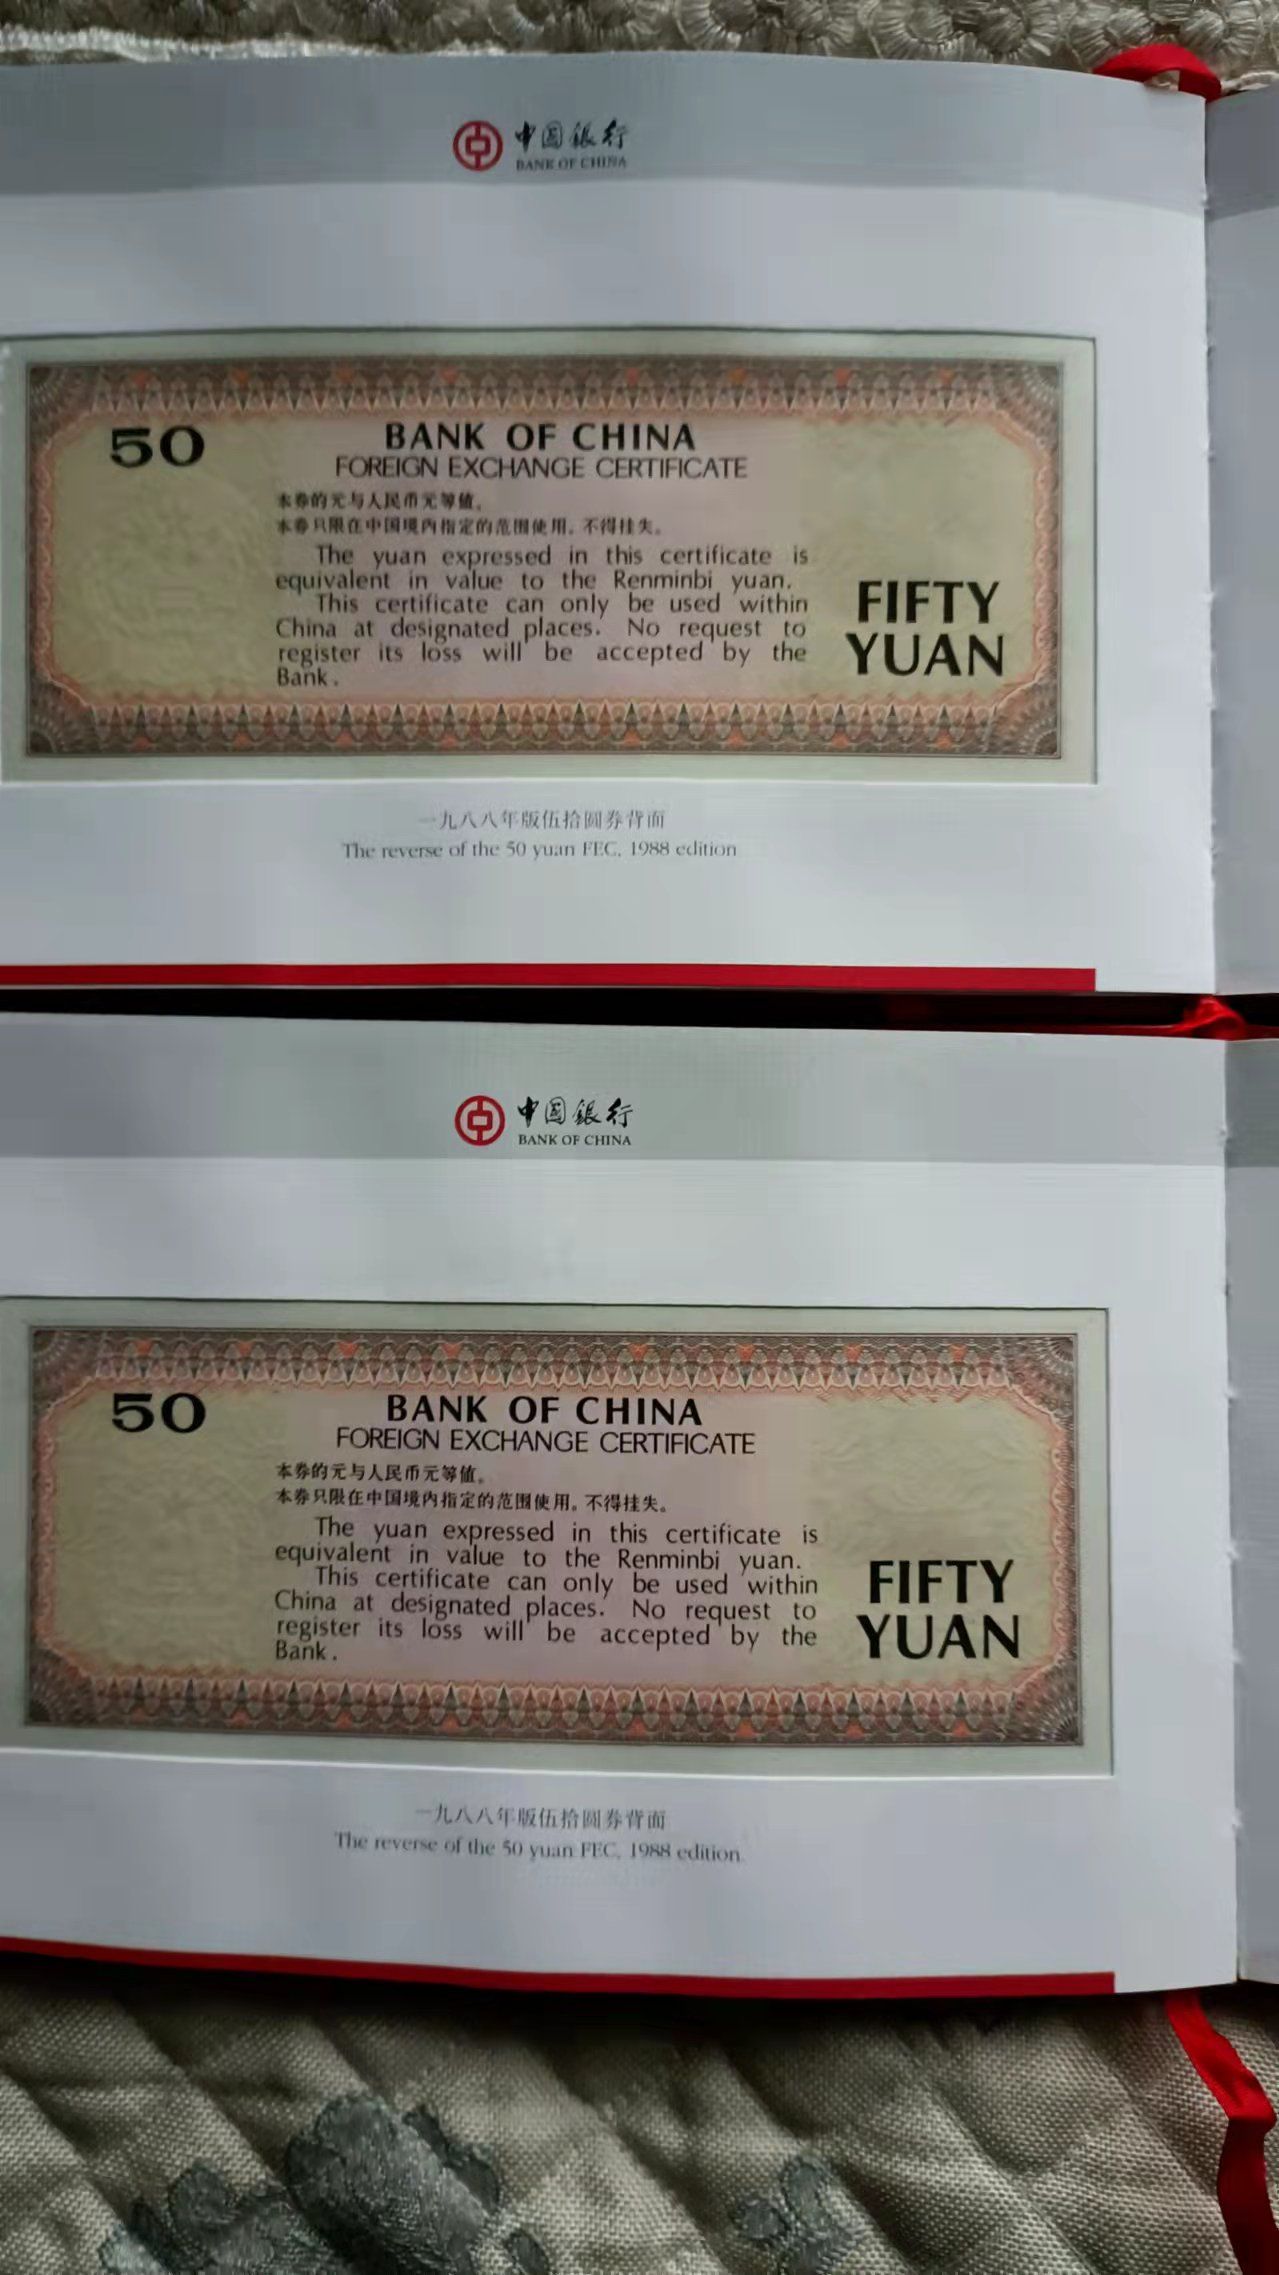 中国銀行
BANK OF CHINA
50
BANK OF CHINA
FOREIGN EXCHANGE CERTIFICATE
本券的元与人民币元等值。
本券只限在中国境内指定的范围使用。不得挂失。
The yuan expressed in this certificate is
equivalent in value to the Renminbi yuan.
This certificate can only be used within
China at designated places. No request to
register its loss will be accepted by the
Bank.
FIFTY
YUAN
一九八八年版伍拾圆券背面
The reverse of the 50 yuan FEC, 1988 edition
中国銀行
BANK OF CHINA
50
BANK OF CHINA
FOREIGN EXCHANGE CERTIFICATE
本券的元与人民币元等值。
本券只限在中国境内指定的范围使用。不得挂失。
The yuan expressed in this certificate is
equivalent in value to the Renminbi yuan.
This certificate can only be used within
China at designated places. No request to
register its loss will be accepted by the
Bank.
FIFTY
YUAN
一九八八年版伍拾圆券背面
The reverse of the 50 yuan FEC, 1988 edition